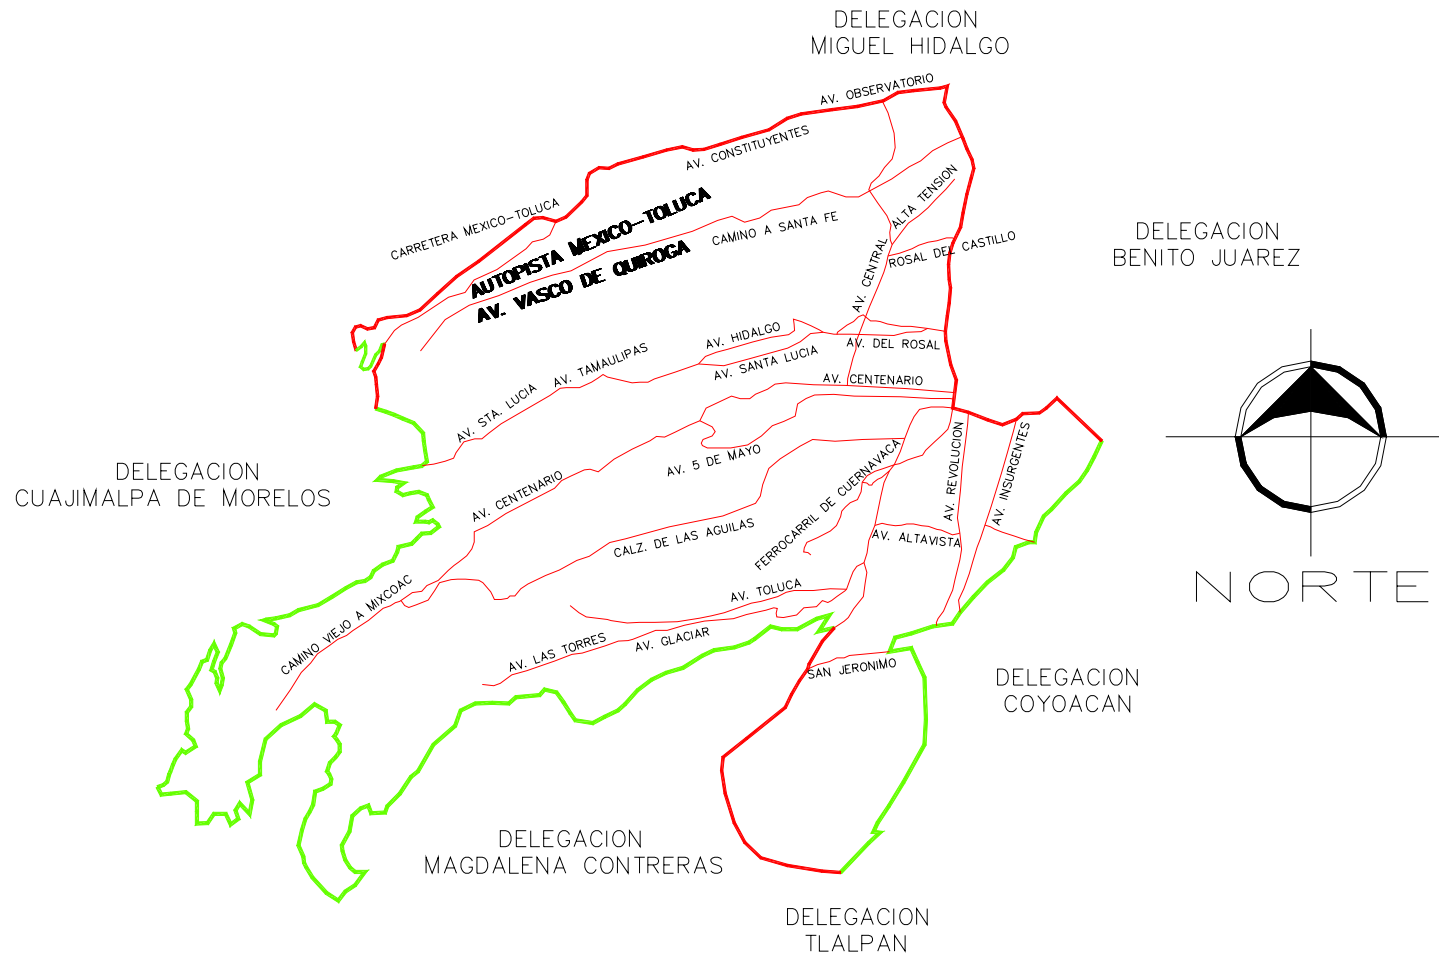 DELEGACION
MIGUEL HIDALGO
AV. OBSERVATORIO
AV. CONSTITUYENTES
CARRETERA MEXICO-TOLUCA
AUTOPISTA MEXICO-TOLUCA
AV. VASCO DE QUIROGA
CAMINO A SANTA FE
ALTA TENSION
ROSAL DEL CASTILLO
AV. CENTRAL
DELEGACION
BENITO JUAREZ
AV. HIDALGO
AV. DEL ROSAL
AV. SANTA LUCIA
AV. TAMAULIPAS
AV. STA. LUCIA
AV. CENTENARIO
AV. 5 DE MAYO
AV. CENTENARIO
DELEGACION
CUAJIMALPA DE MORELOS
FERROCARRIL DE CUERNAVACA
AV. REVOLUCION
AV. INSURGENTES
CALZ. DE LAS AGUILAS
AV. ALTAVISTA
NORTE
CAMINO VIEJO A MIXCOAC
AV. TOLUCA
AV. LAS TORRES
AV. GLACIAR
SAN JERONIMO
DELEGACION
COYOACAN
DELEGACION
MAGDALENA CONTRERAS
DELEGACION
TLALPAN